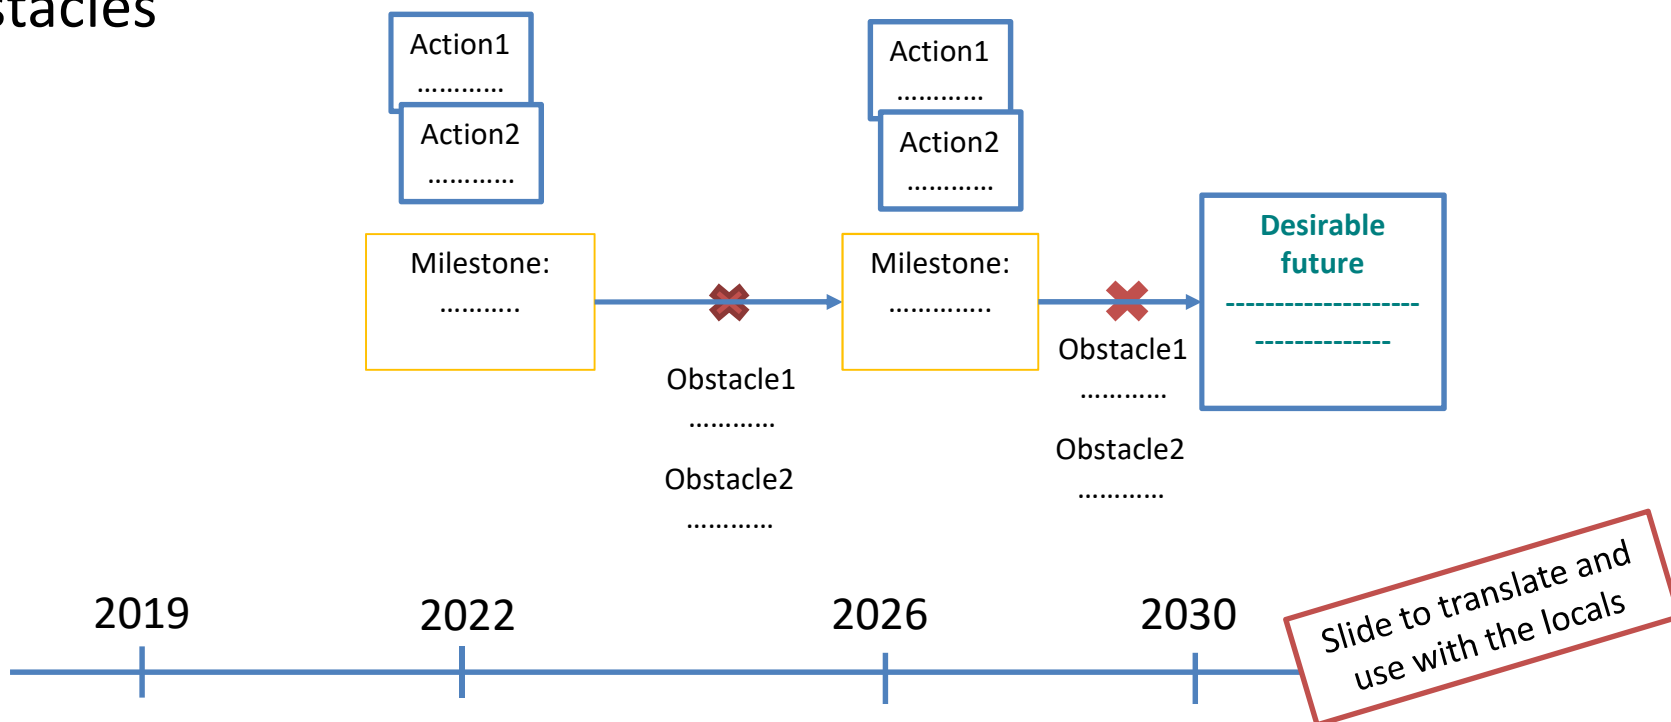 stacles
Action1
…………
Action2
…………
Action1
…………
Action2
…………
Milestone:
………..
Milestone:
…………..
Desirable
future
--------------------
--------------
Obstacle1
…………
Obstacle2
…………
Obstacle1
…………
Obstacle2
…………
2019
2022
2026
2030
Slide to translate and
use with the locals